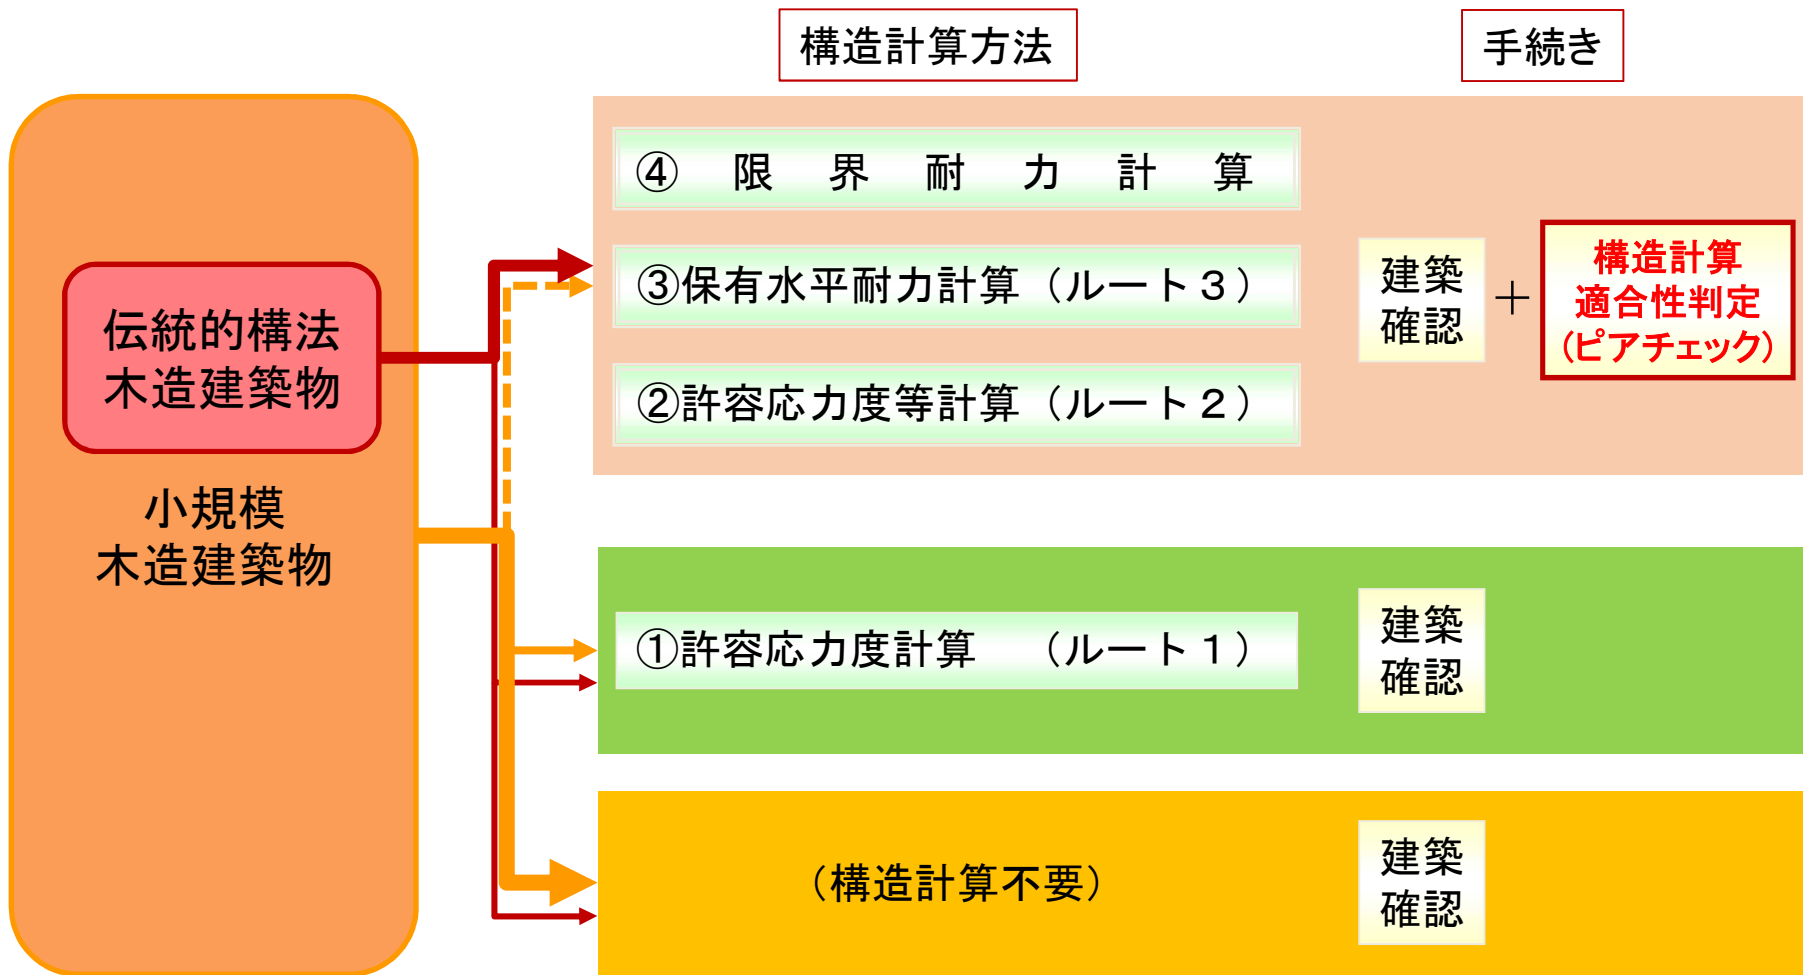 構造計算方法
手続き
伝統的構法
木造建築物
小規模
木造建築物
④ 限界耐力計算
③保有水平耐力計算（ルート３）
②許容応力度等計算（ルート２）
建築
確認
＋
構造計算
適合性判定
（ピアチェック）
①許容応力度計算 （ルート１）
建築
確認
（構造計算不要）
建築
確認